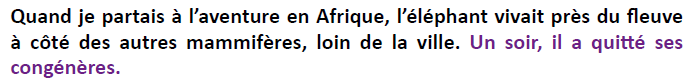 Quand je partais à l’aventure en Afrique, l’éléphant vivait près du fleuve
à côté des autres mammifères, loin de la ville. Un soir, il a quitté ses
congénères.